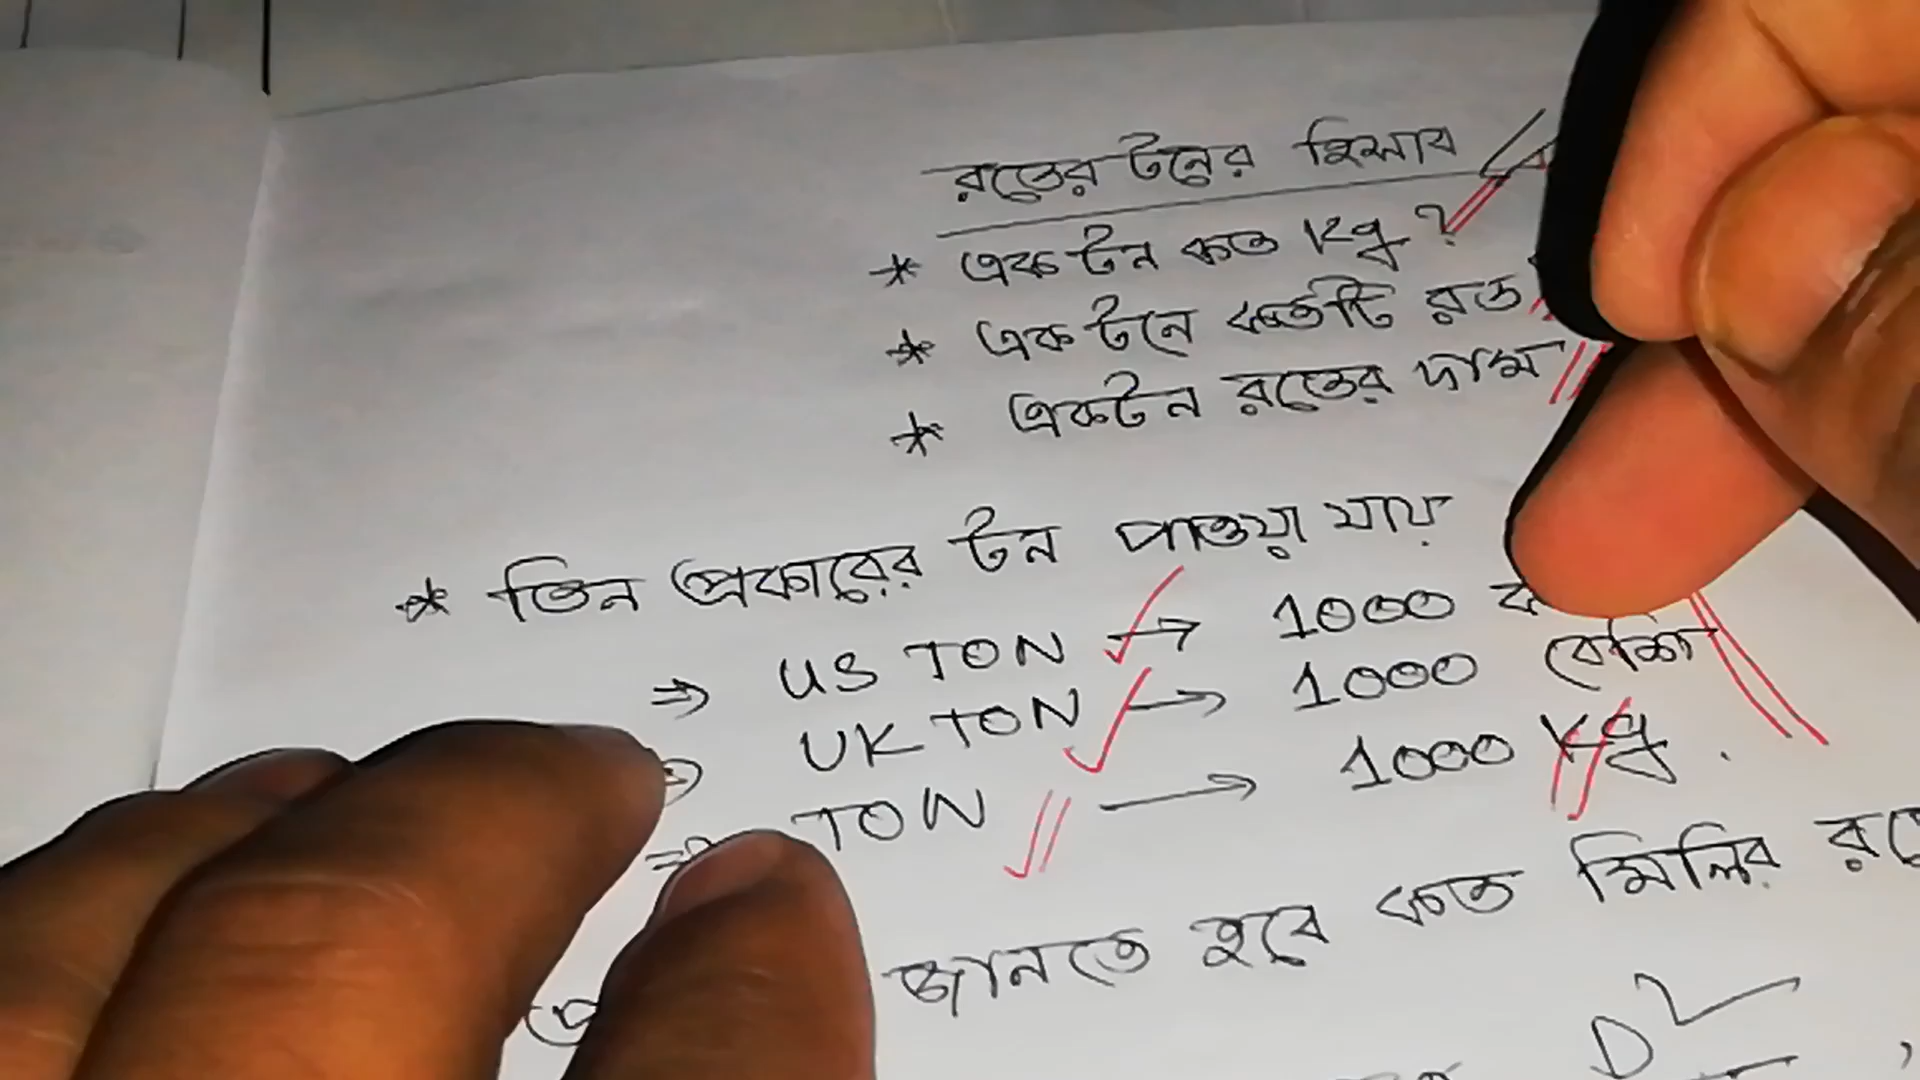 রডের টনের হিসাব
* এক টন কত Kg ?
* এক টনে কতটি রড
* একটন রডের দাম
* তিন প্রকারের টন পাওয়া যায়
⇒ US TON → 1000
⇒ UK TON → 1000 বেশি
⇒ TON → 1000 Kg .
জানতে হবে কত মিলির
D²